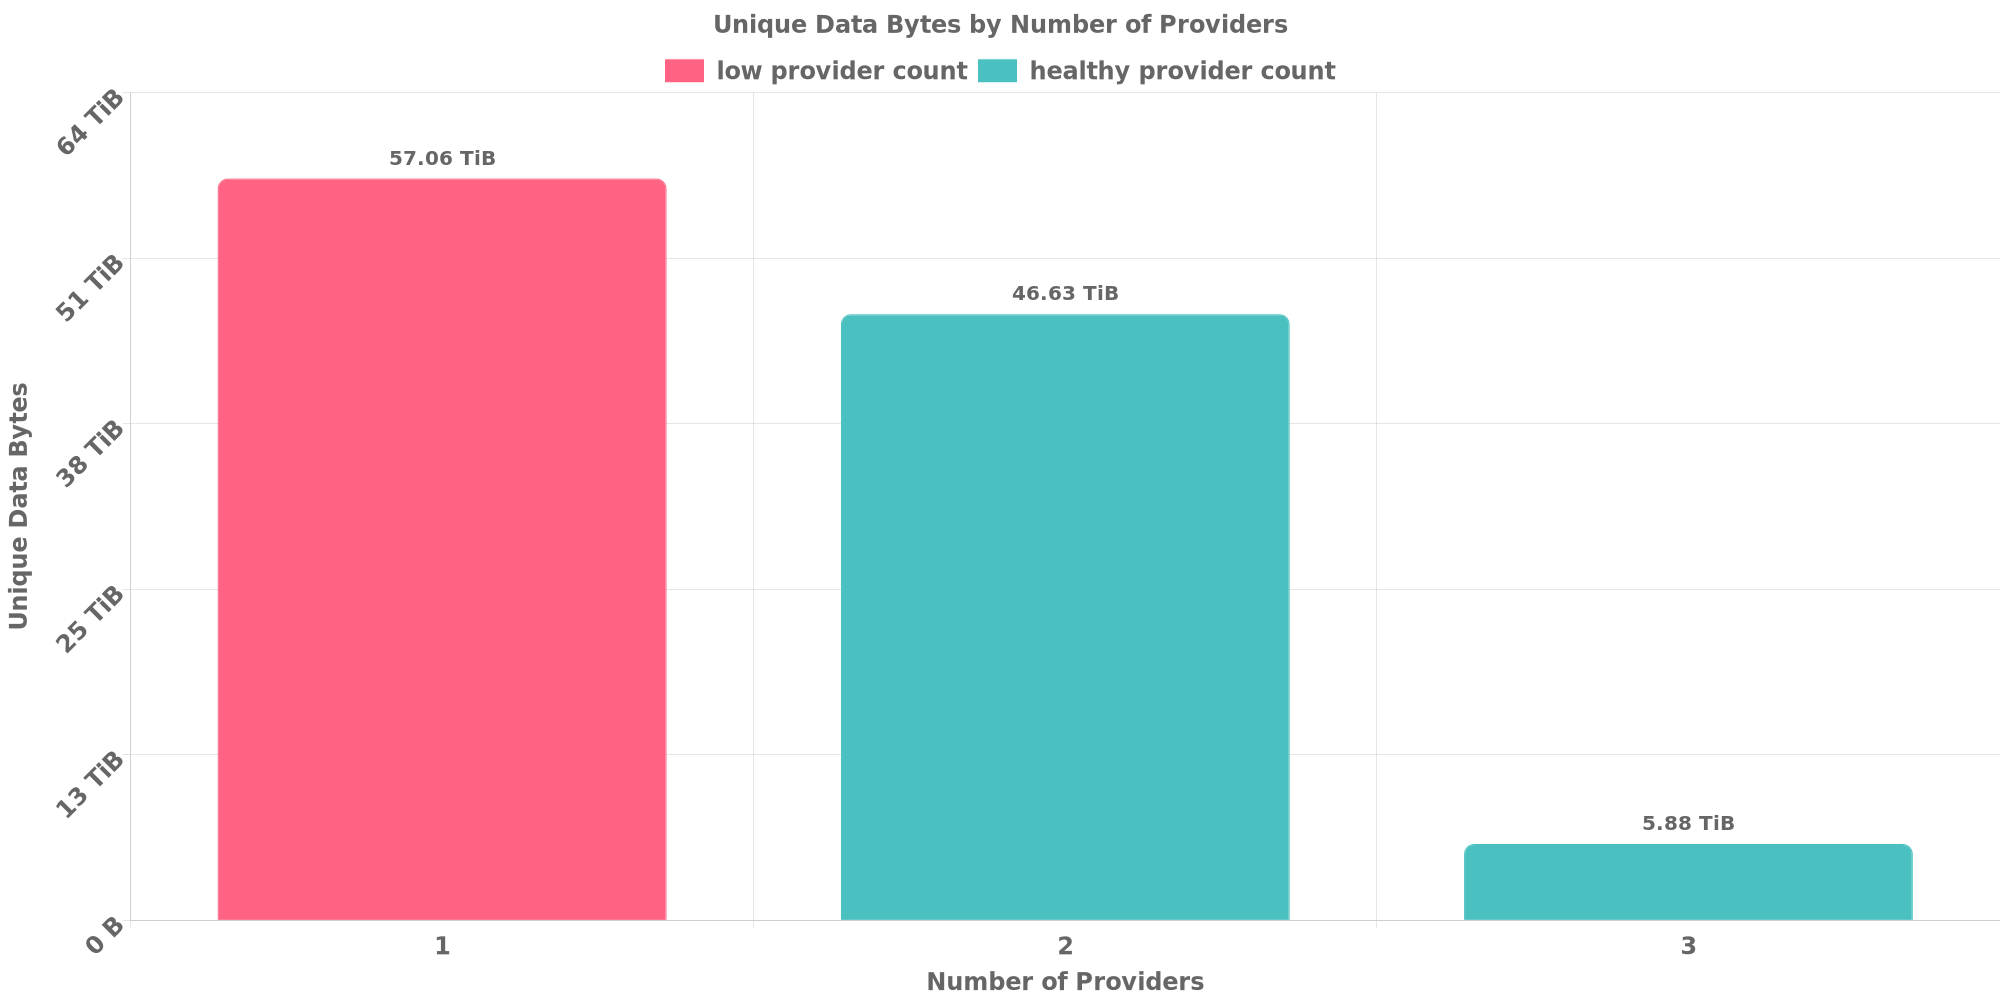 Unique Data Bytes by Number of Providers
low provider count healthy provider count
64 TiB
51 TiB
38 TiB
25 TiB
13 TiB
0 B
Unique Data Bytes
57.06 TiB
46.63 TiB
5.88 TiB
1 2 3
Number of Providers